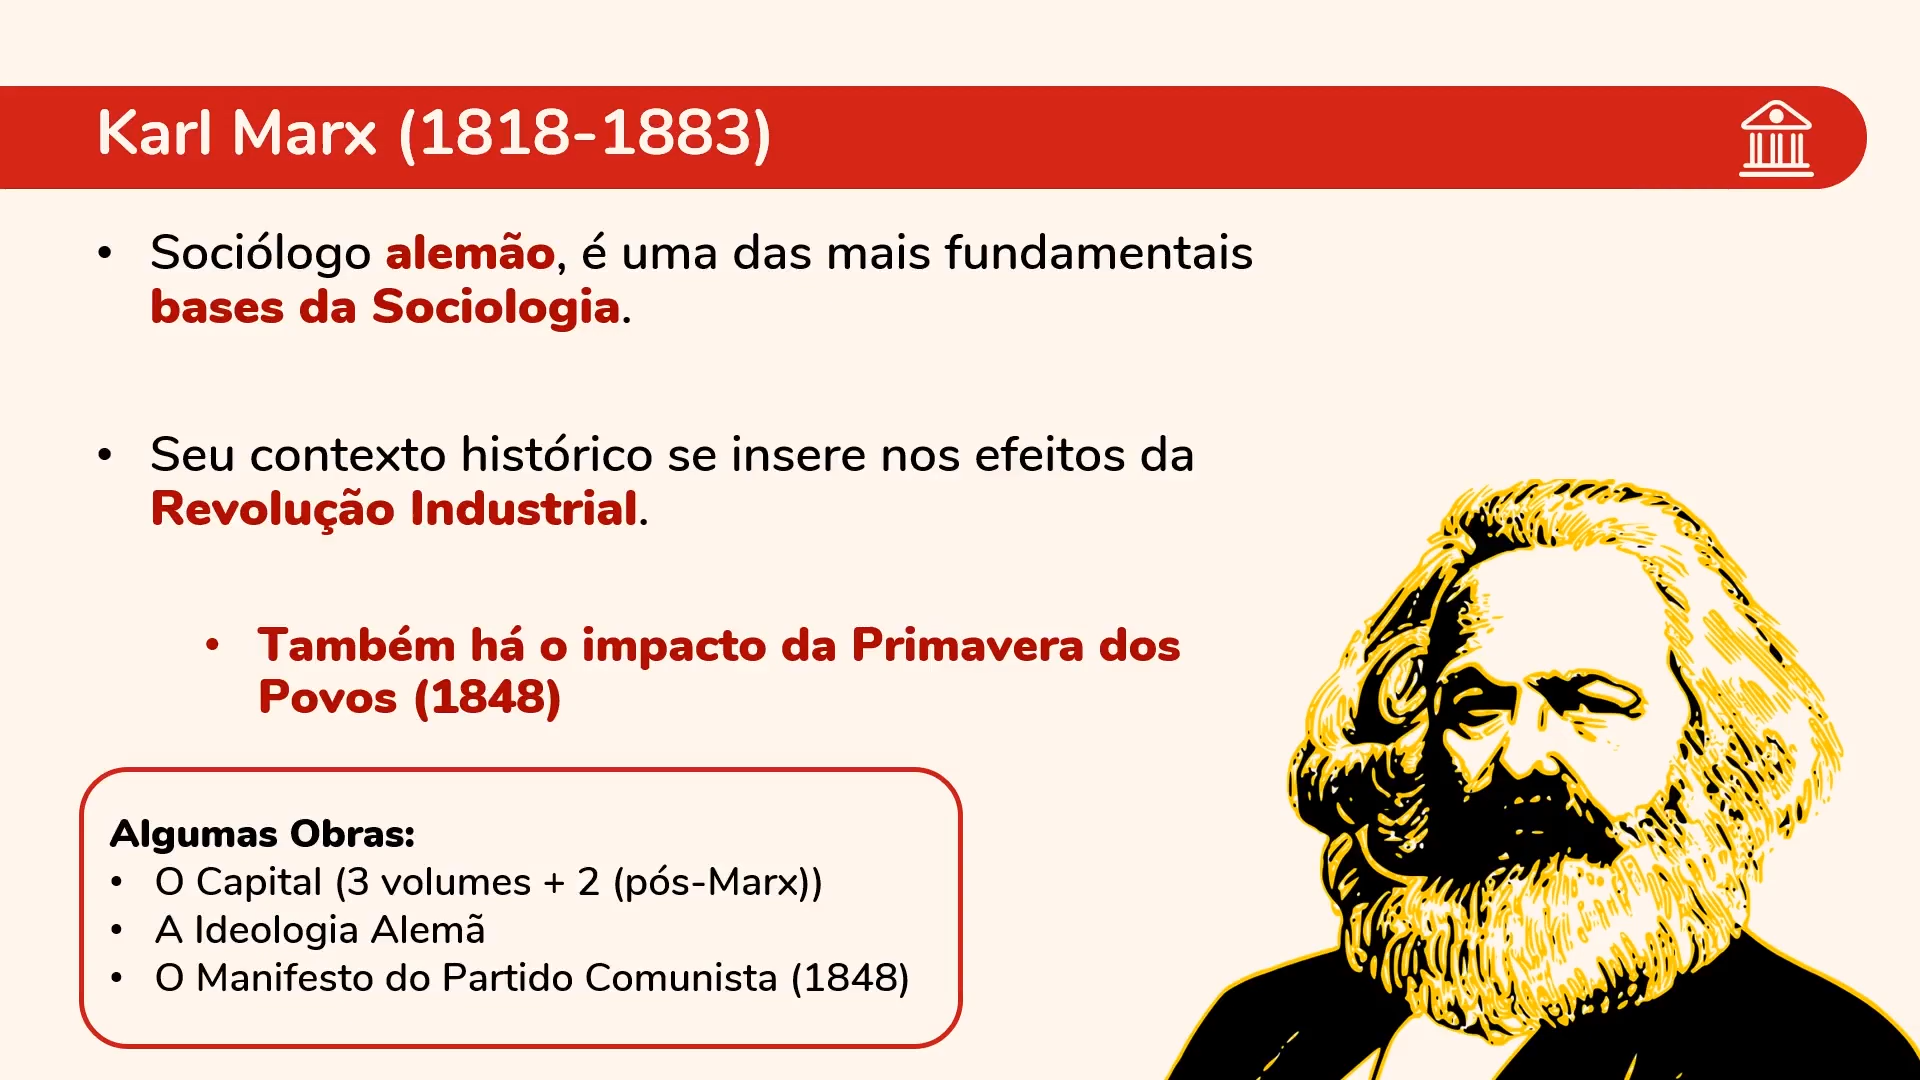 Karl Marx (1818-1883)
• Sociólogo alemão, é uma das mais fundamentais
bases da Sociologia.
• Seu contexto histórico se insere nos efeitos da
Revolução Industrial.
• Também há o impacto da Primavera dos
Povos (1848)
Algumas Obras:
• O Capital (3 volumes + 2 (pós-Marx))
• A Ideologia Alemã
• O Manifesto do Partido Comunista (1848)